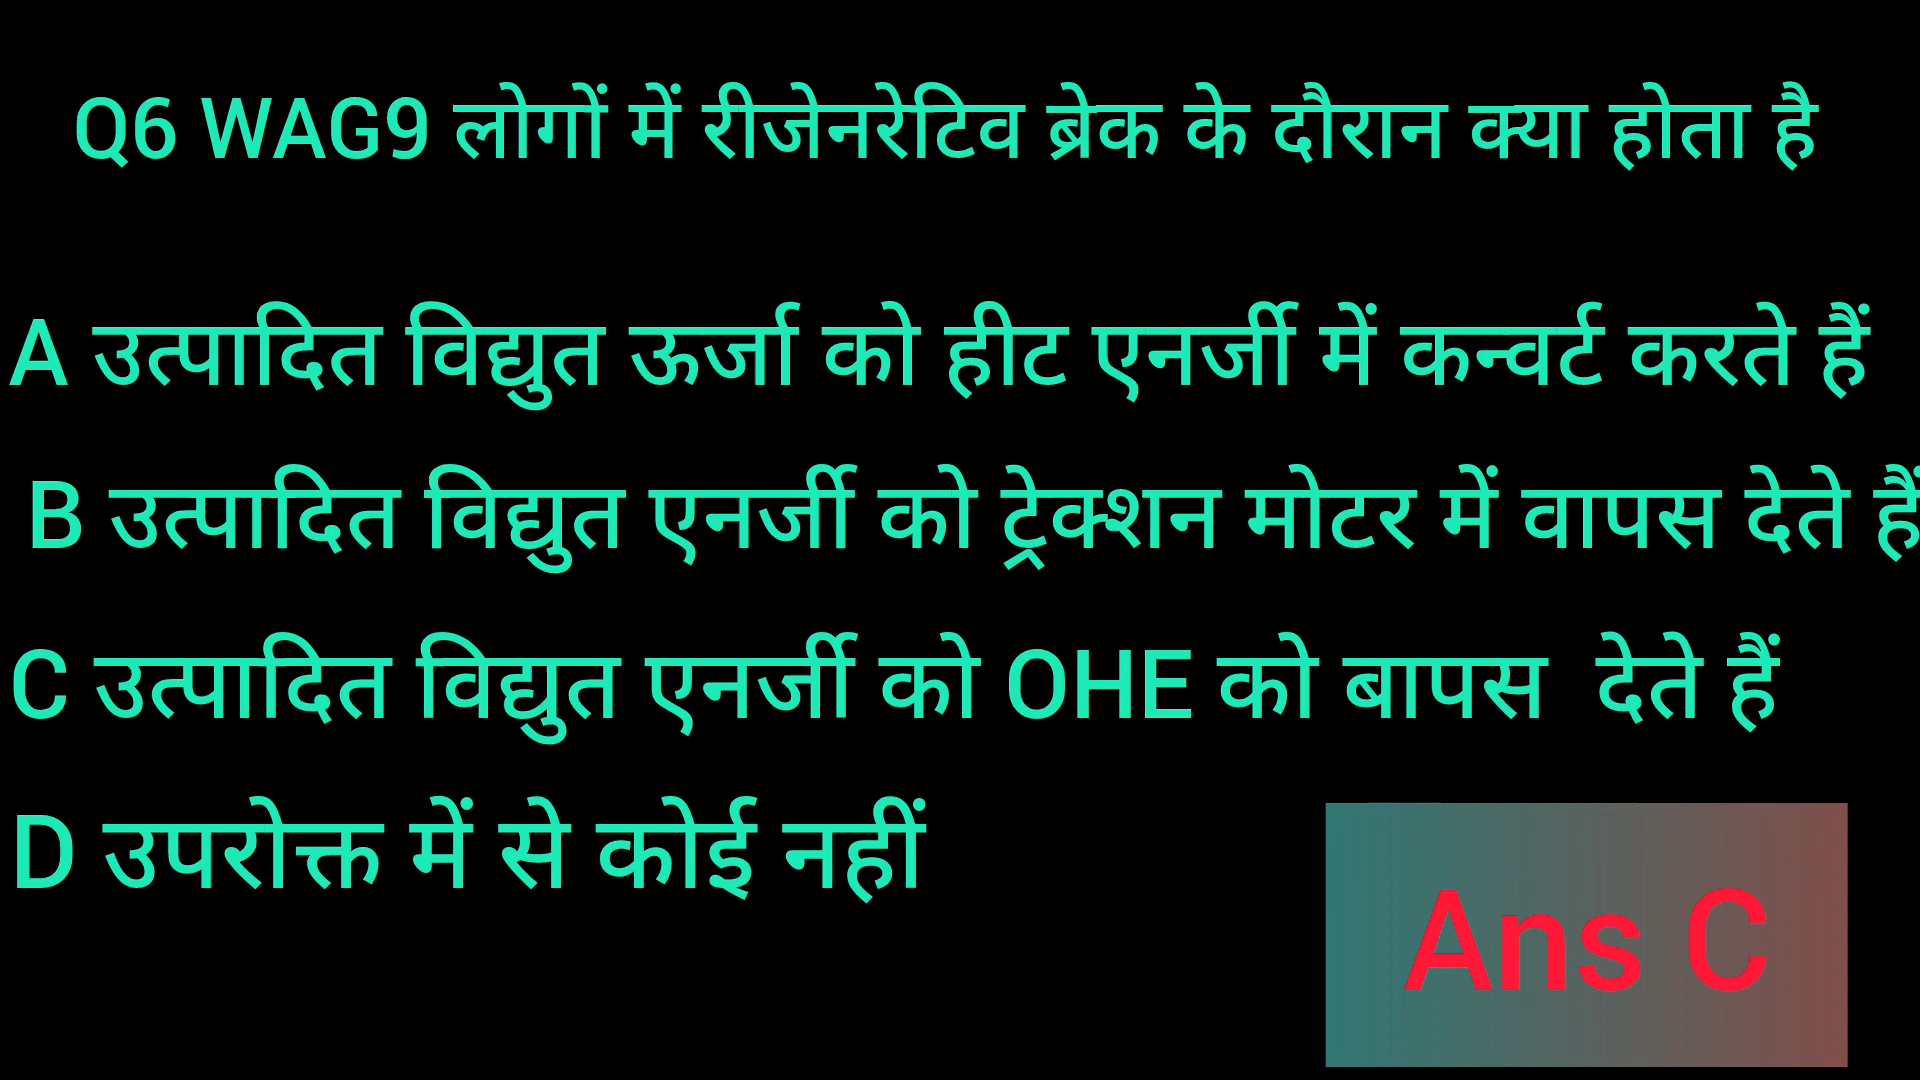 Q6 WAG9 लोगों में रीजेनरेटिव ब्रेक के दौरान क्या होता है
A उत्पादित विद्युत ऊर्जा को हीट एनर्जी में कन्वर्ट करते हैं
B उत्पादित विद्युत एनर्जी को ट्रेक्शन मोटर में वापस देते हैं
C उत्पादित विद्युत एनर्जी को OHE को बापस देते हैं
D उपरोक्त में से कोई नहीं
Ans C